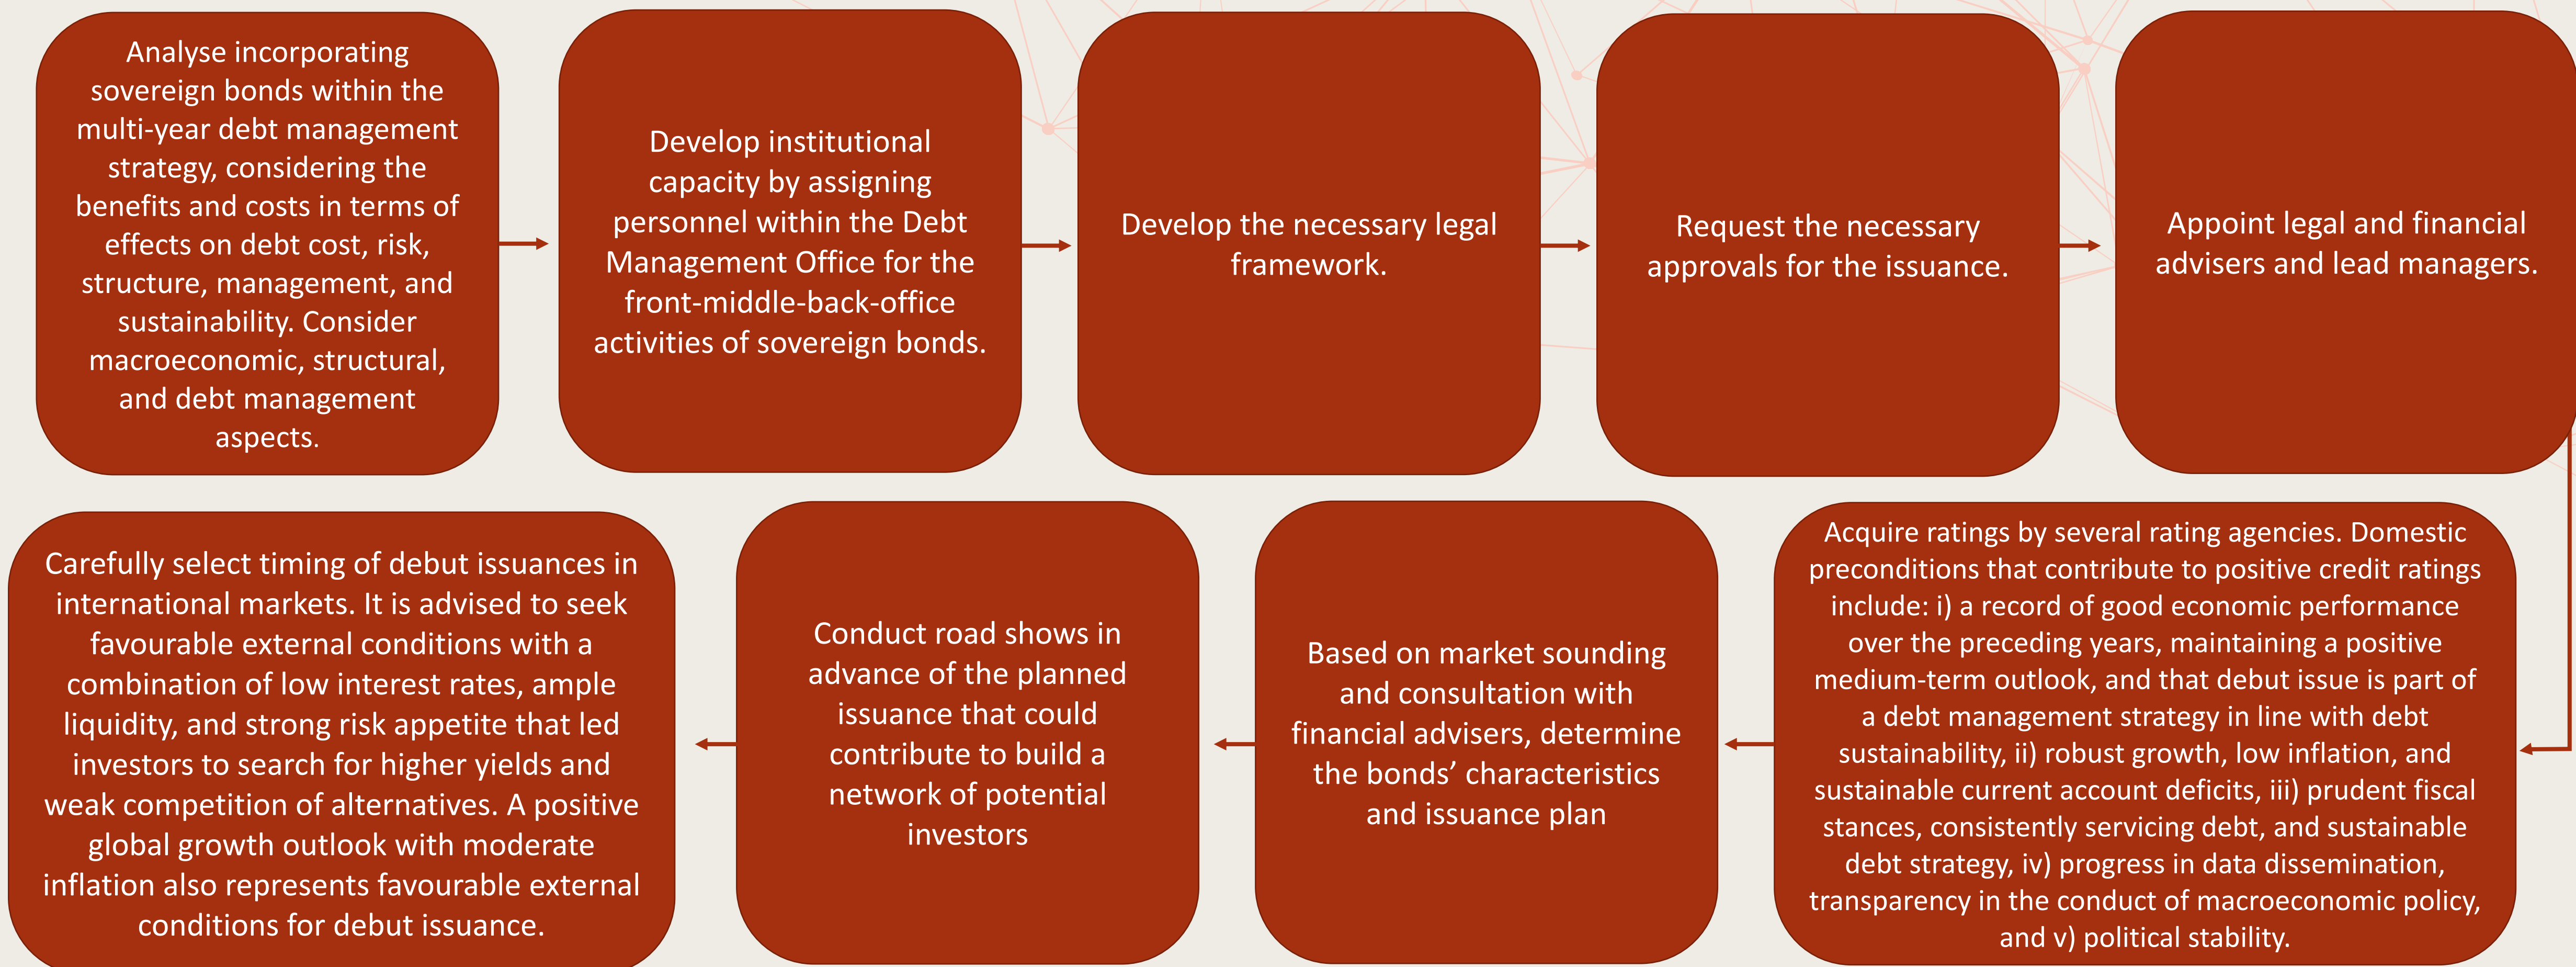 Analyse incorporating
sovereign bonds within the
multi-year debt management
strategy, considering the
benefits and costs in terms of
effects on debt cost, risk,
structure, management, and
sustainability. Consider
macroeconomic, structural,
and debt management
aspects.
Develop institutional
capacity by assigning
personnel within the Debt
Management Office for the
front-middle-back-office
activities of sovereign bonds.
Develop the necessary legal
framework.
Request the necessary
approvals for the issuance.
Appoint legal and financial
advisers and lead managers.
Acquire ratings by several rating agencies. Domestic
preconditions that contribute to positive credit ratings
include: i) a record of good economic performance
over the preceding years, maintaining a positive
medium-term outlook, and that debut issue is part of
a debt management strategy in line with debt
sustainability, ii) robust growth, low inflation, and
sustainable current account deficits, iii) prudent fiscal
stances, consistently servicing debt, and sustainable
debt strategy, iv) progress in data dissemination,
transparency in the conduct of macroeconomic policy,
and v) political stability.
Based on market sounding
and consultation with
financial advisers, determine
the bonds’ characteristics
and issuance plan
Conduct road shows in
advance of the planned
issuance that could
contribute to build a
network of potential
investors
Carefully select timing of debut issuances in
international markets. It is advised to seek
favourable external conditions with a
combination of low interest rates, ample
liquidity, and strong risk appetite that led
investors to search for higher yields and
weak competition of alternatives. A positive
global growth outlook with moderate
inflation also represents favourable external
conditions for debut issuance.